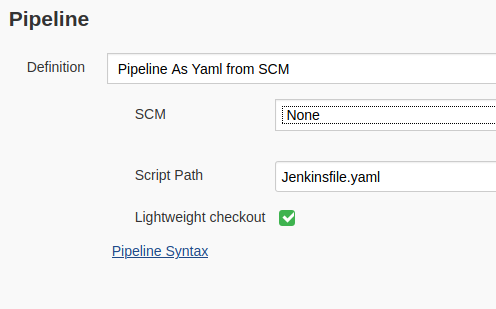 Pipeline
Definition Pipeline As Yaml from SCM
SCM None
Script Path Jenkinsfile.yaml
Lightweight checkout
Pipeline Syntax